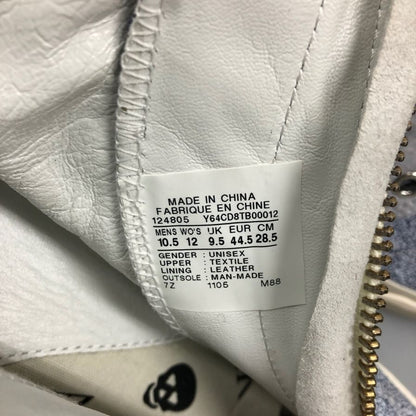 MADE IN CHINA
FABRIQUE EN CHINE
124805 Y64CD8TB00012
MENS WO'S UK EUR CM
10.5 12 9.5 44.5 28.5
GENDER : UNISEX
UPPER : TEXTILE
LINING : LEATHER
OUTSOLE : MAN-MADE
7Z 1106 M88